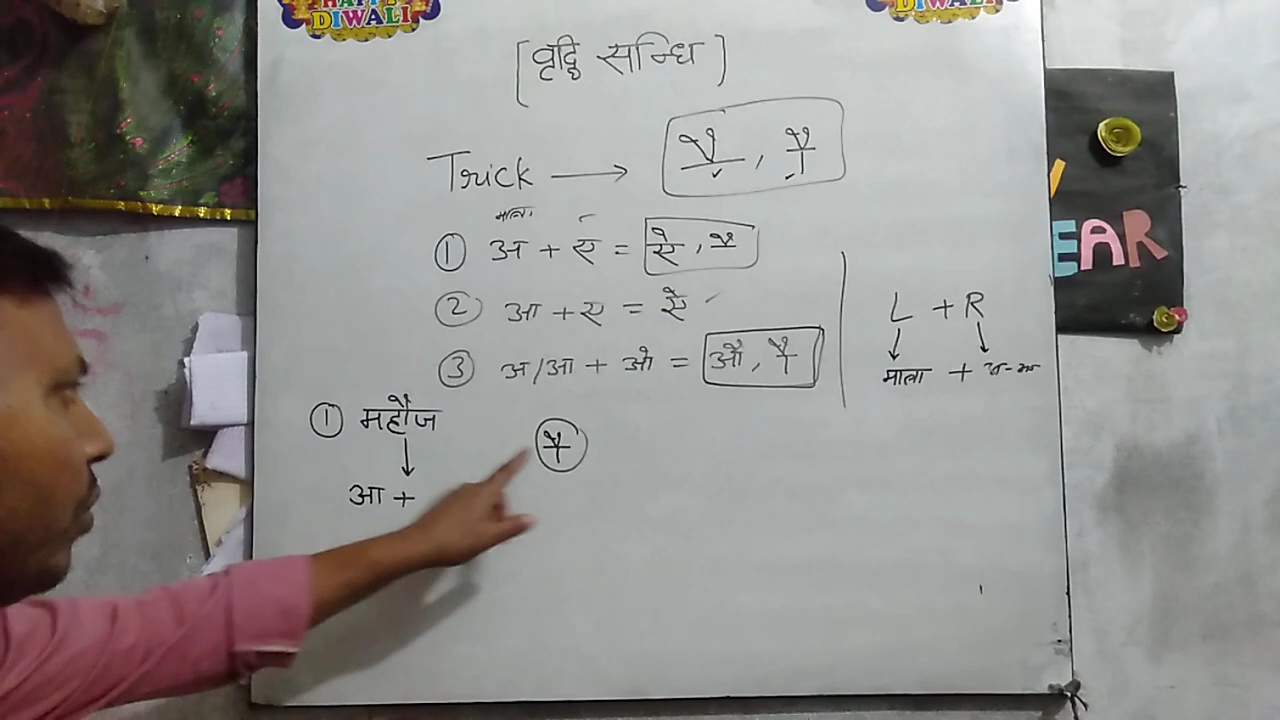 HAPPY DIWALI
DIWALI
[वृद्धि सन्धि]
Trick → ै , ौ
मात्रा
① अ + ए = ऐ , ै
② आ + ए = ऐ
③ अ/आ + ओ = औ , ौ
L + R
मात्रा +
① महौज
ौ
आ +
EAR